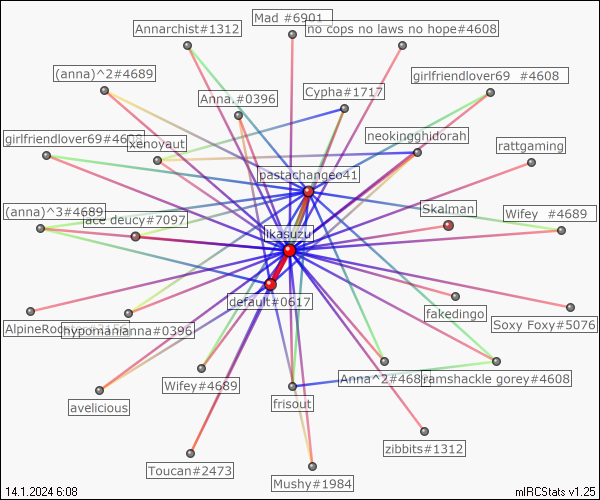 Mad #6901
Annarchist#1312
no cops no laws no hope#4608
(anna)^2#4689
girlfriendlover69 #4608
Cypha#1717
Anna.#0396
neokingghidorah
girlfriendlover69#4608
xenoyaut
rattgaming
pastachangeo41
(anna)^3#4689
ace deucy#7097
Skalman
Wifey #4689
ikasuzu
default#0617
fakedingo
hypomanianna#0396
Soxy Foxy#5076
Wifey#4689
Anna^2#4689
ramshackle gorey#4608
avelicious
frisout
zibbits#1312
Toucan#2473
Mushy#1984
14.1.2024 6:08
mIRCStats v1.25